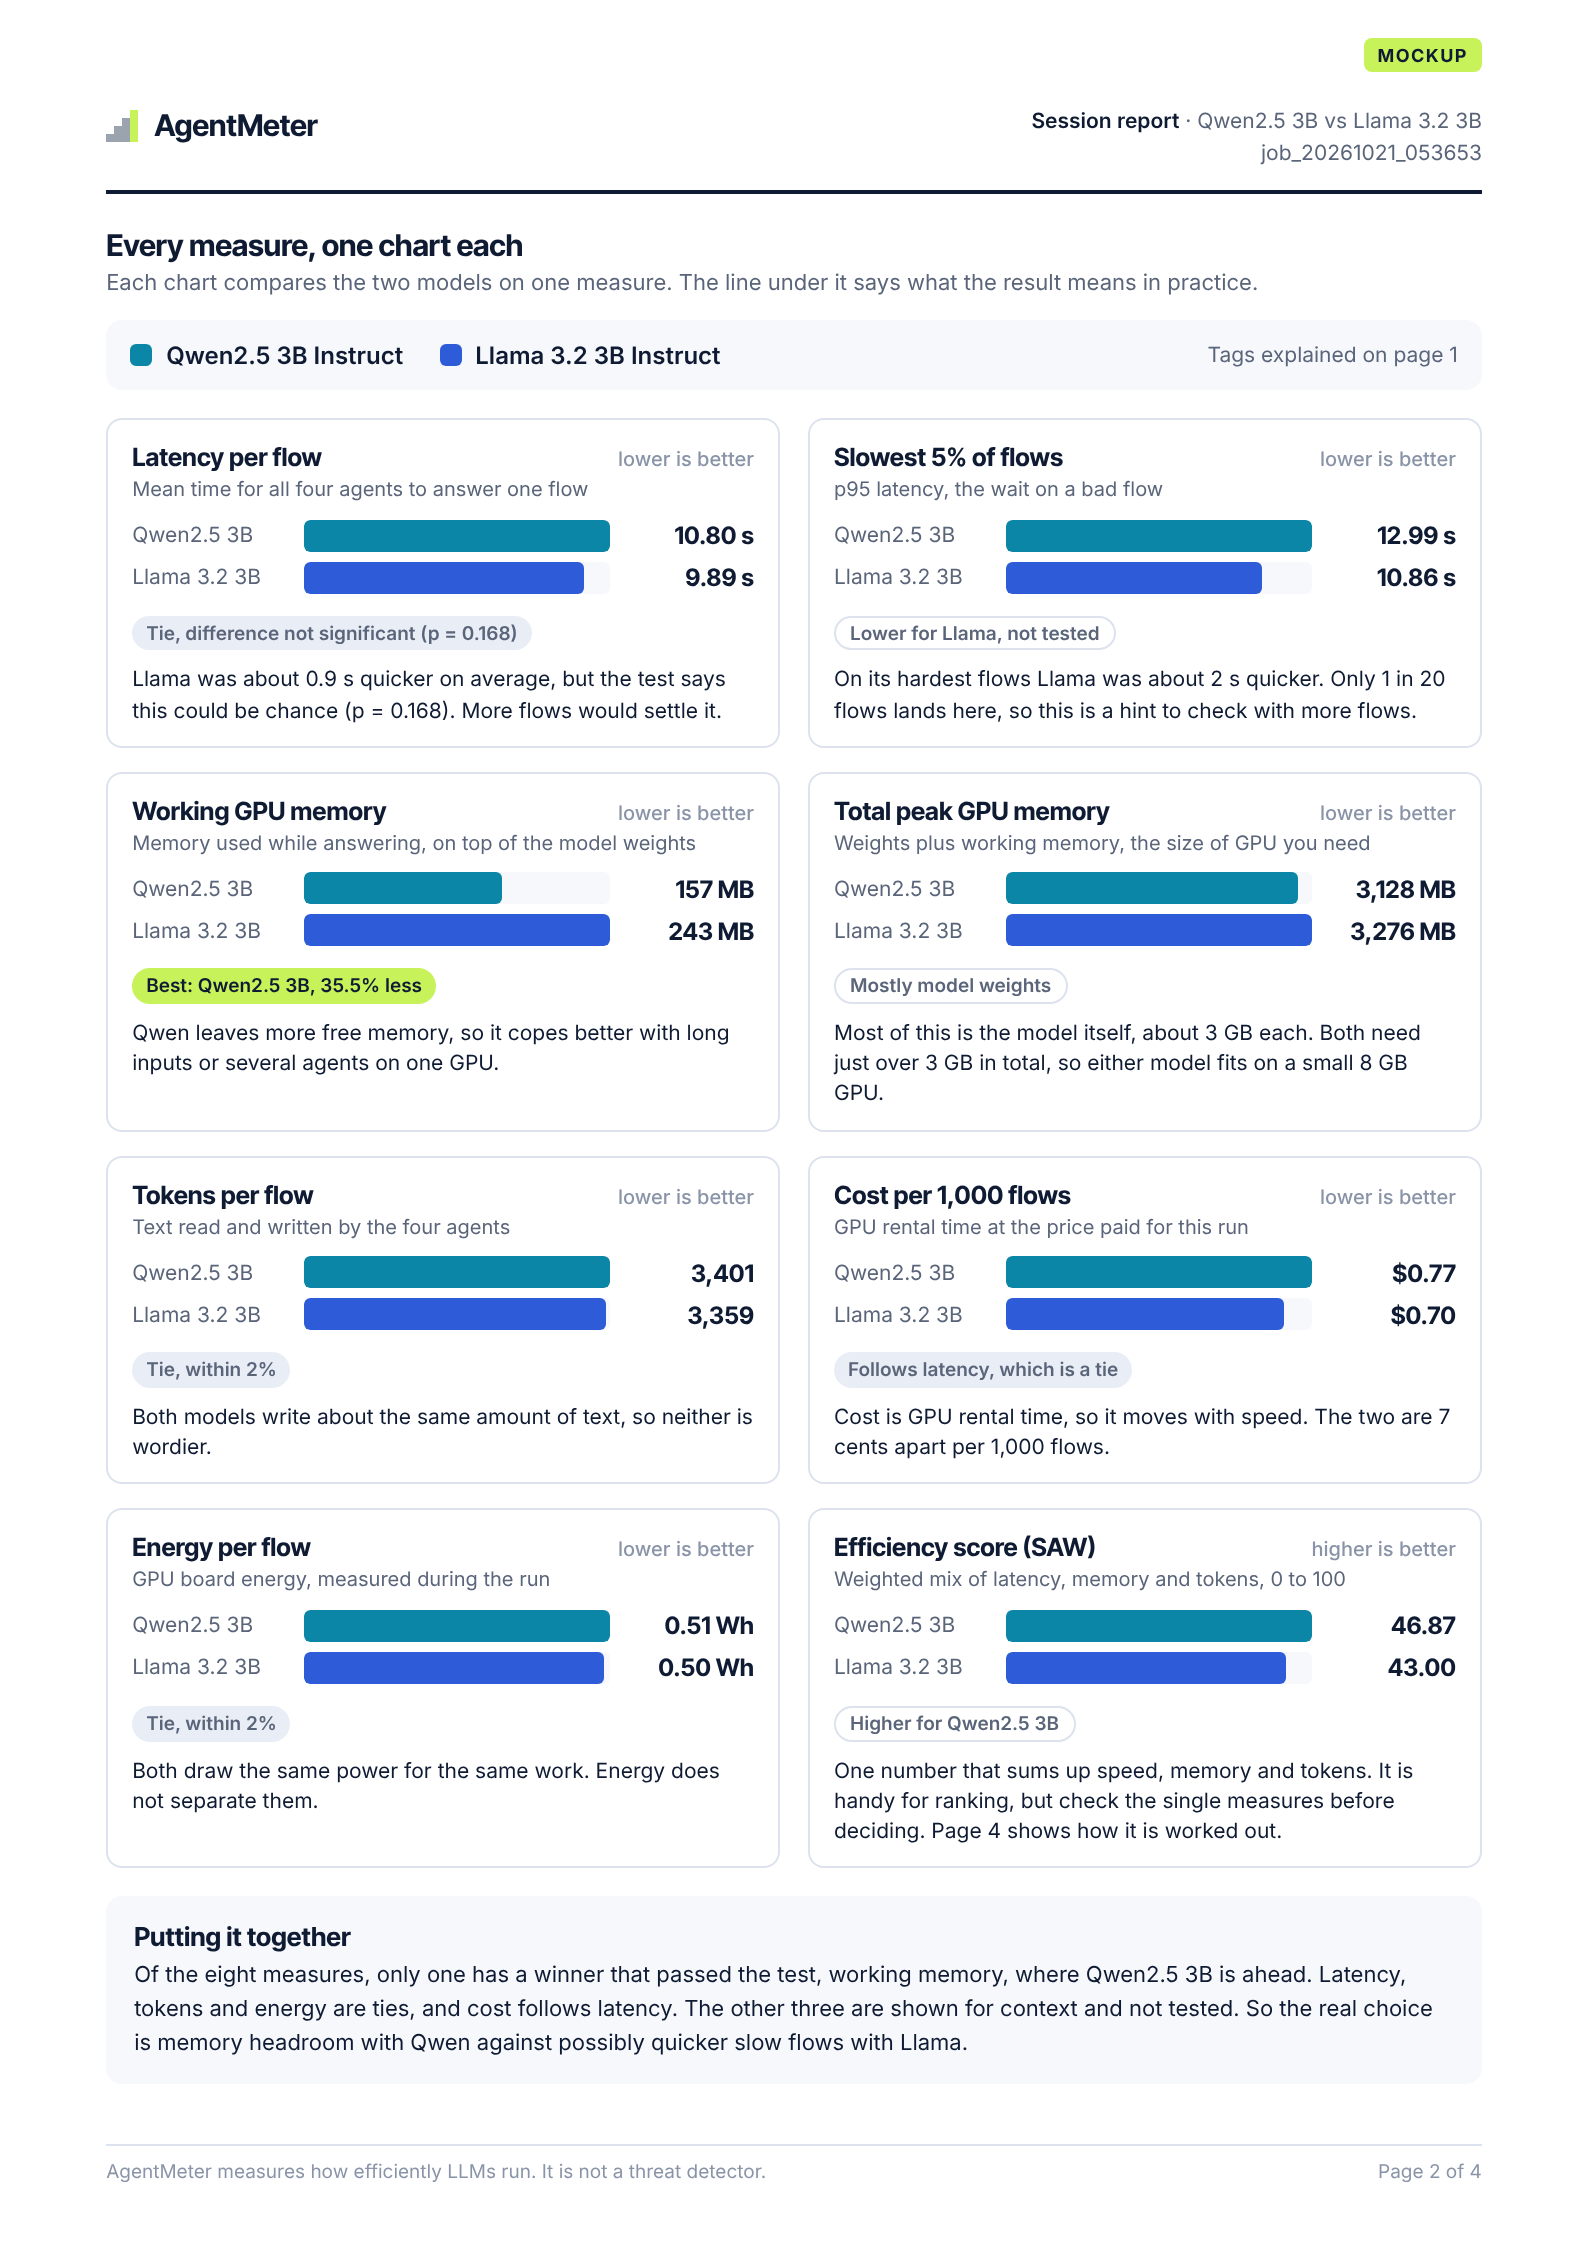 MOCKUP
AgentMeter
Session report · Qwen2.5 3B vs Llama 3.2 3B
job_20261021_053653
Every measure, one chart each
Each chart compares the two models on one measure. The line under it says what the result means in practice.
Qwen2.5 3B Instruct
Llama 3.2 3B Instruct
Tags explained on page 1
Latency per flow
lower is better
Mean time for all four agents to answer one flow
Qwen2.5 3B
10.80 s
Llama 3.2 3B
9.89 s
Tie, difference not significant (p = 0.168)
Llama was about 0.9 s quicker on average, but the test says
this could be chance (p = 0.168). More flows would settle it.
Slowest 5% of flows
lower is better
p95 latency, the wait on a bad flow
Qwen2.5 3B
12.99 s
Llama 3.2 3B
10.86 s
Lower for Llama, not tested
On its hardest flows Llama was about 2 s quicker. Only 1 in 20
flows lands here, so this is a hint to check with more flows.
Working GPU memory
lower is better
Memory used while answering, on top of the model weights
Qwen2.5 3B
157 MB
Llama 3.2 3B
243 MB
Best: Qwen2.5 3B, 35.5% less
Qwen leaves more free memory, so it copes better with long
inputs or several agents on one GPU.
Total peak GPU memory
lower is better
Weights plus working memory, the size of GPU you need
Qwen2.5 3B
3,128 MB
Llama 3.2 3B
3,276 MB
Mostly model weights
Most of this is the model itself, about 3 GB each. Both need
just over 3 GB in total, so either model fits on a small 8 GB
GPU.
Tokens per flow
lower is better
Text read and written by the four agents
Qwen2.5 3B
3,401
Llama 3.2 3B
3,359
Tie, within 2%
Both models write about the same amount of text, so neither is
wordier.
Cost per 1,000 flows
lower is better
GPU rental time at the price paid for this run
Qwen2.5 3B
$0.77
Llama 3.2 3B
$0.70
Follows latency, which is a tie
Cost is GPU rental time, so it moves with speed. The two are 7
cents apart per 1,000 flows.
Energy per flow
lower is better
GPU board energy, measured during the run
Qwen2.5 3B
0.51 Wh
Llama 3.2 3B
0.50 Wh
Tie, within 2%
Both draw the same power for the same work. Energy does
not separate them.
Efficiency score (SAW)
higher is better
Weighted mix of latency, memory and tokens, 0 to 100
Qwen2.5 3B
46.87
Llama 3.2 3B
43.00
Higher for Qwen2.5 3B
One number that sums up speed, memory and tokens. It is
handy for ranking, but check the single measures before
deciding. Page 4 shows how it is worked out.
Putting it together
Of the eight measures, only one has a winner that passed the test, working memory, where Qwen2.5 3B is ahead. Latency,
tokens and energy are ties, and cost follows latency. The other three are shown for context and not tested. So the real choice
is memory headroom with Qwen against possibly quicker slow flows with Llama.
AgentMeter measures how efficiently LLMs run. It is not a threat detector.
Page 2 of 4